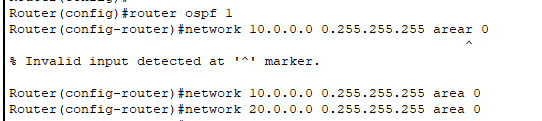 Router(config)#router ospf 1
Router(config-router)#network 10.0.0.0 0.255.255.255 arear 0
^
% Invalid input detected at '^' marker.
Router(config-router)#network 10.0.0.0 0.255.255.255 area 0
Router(config-router)#network 20.0.0.0 0.255.255.255 area 0